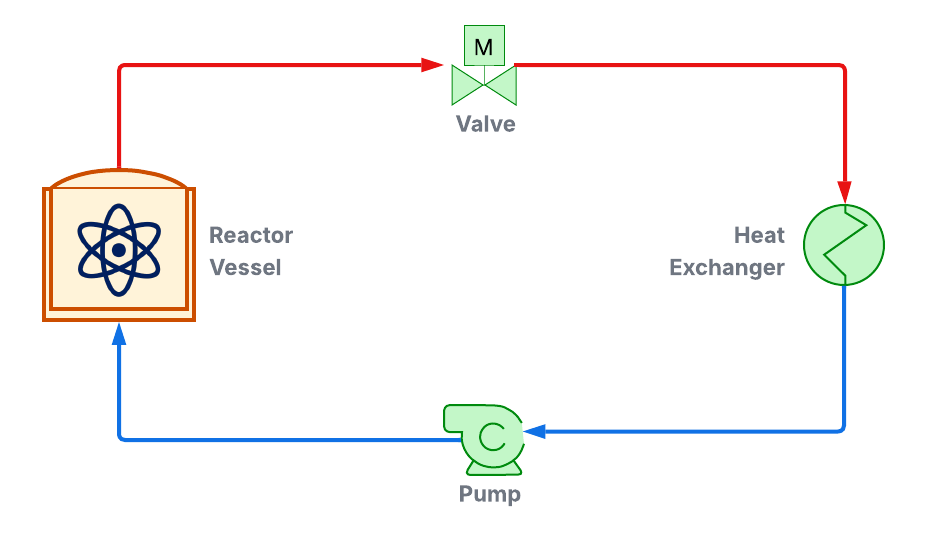 M
Valve
Reactor
Vessel
Heat
Exchanger
C
Pump